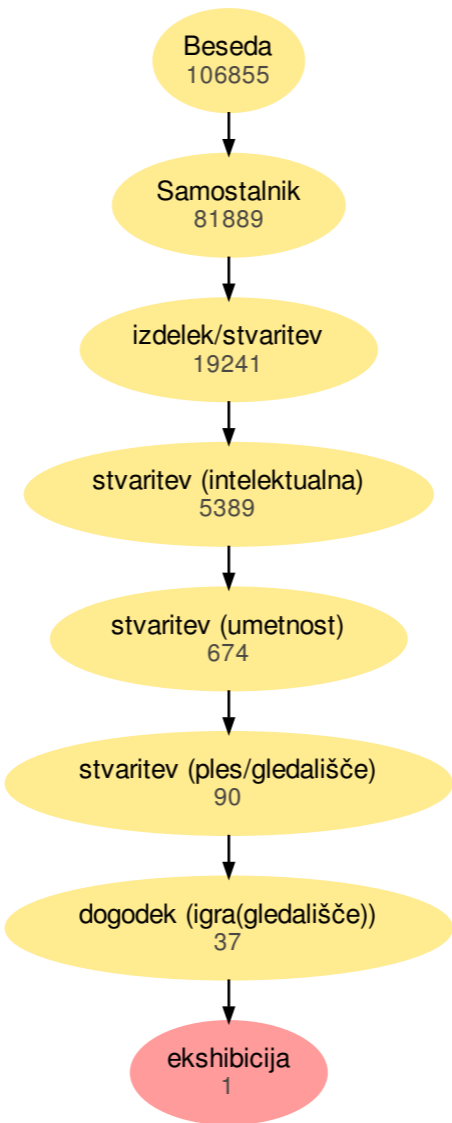 Beseda
106855
Samostalnik
81889
izdelek/stvaritev
19241
stvaritev (intelektualna)
5389
stvaritev (umetnost)
674
stvaritev (ples/gledališče)
90
dogodek (igra(gledališče))
37
ekshibicija
1